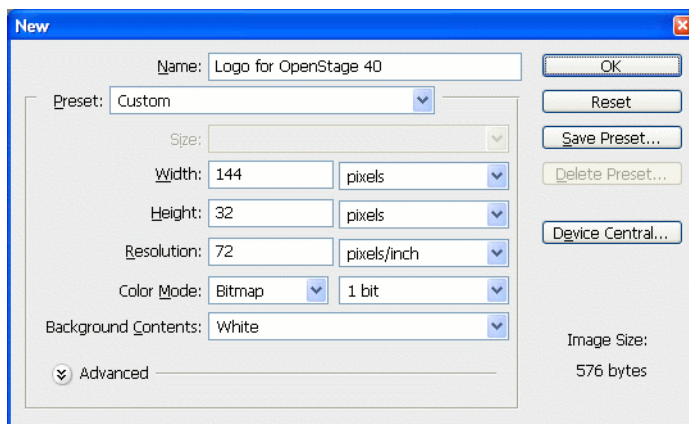 New
Name: Logo for OpenStage 40
OK
Preset: Custom
Reset
Size:
Save Preset...
Width: 144 pixels
Delete Preset...
Height: 32 pixels
Device Central...
Resolution: 72 pixels/inch
Color Mode: Bitmap 1 bit
Background Contents: White
Image Size:
Advanced
576 bytes